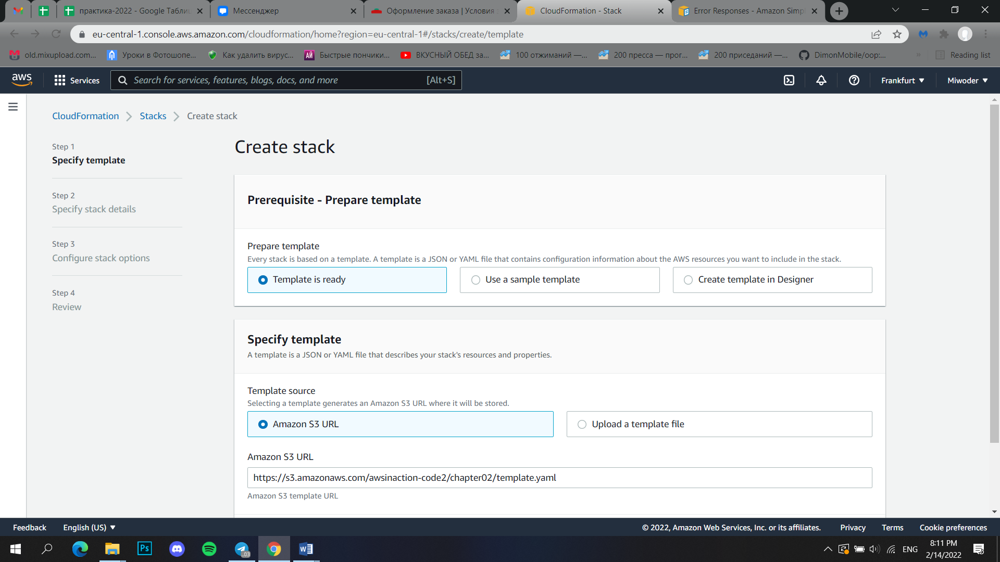 практика-2022 - Google Таблиц
Мессенджер
Оформление заказа | Условия
CloudFormation - Stack
Error Responses - Amazon Simpl
eu-central-1.console.aws.amazon.com/cloudformation/home?region=eu-central-1#/stacks/create/template
old.mixupload.com...
Уроки в Фотошопе...
Как удалить вирус...
АЙ
Быстрые пончики...
ВКУСНЫЙ ОБЕД за...
100 отжиманий —...
200 пресса — прог...
200 приседаний —...
DimonMobile/oop:...
»
Reading list
aws
Services
Search for services, features, blogs, docs, and more
[Alt+S]
Frankfurt
Miwoder
CloudFormation
Stacks
Create stack
Step 1
Specify template
Step 2
Specify stack details
Step 3
Configure stack options
Step 4
Review
Create stack
Prerequisite - Prepare template
Prepare template
Every stack is based on a template. A template is a JSON or YAML file that contains configuration information about the AWS resources you want to include in the stack.
Template is ready
Use a sample template
Create template in Designer
Specify template
A template is a JSON or YAML file that describes your stack's resources and properties.
Template source
Selecting a template generates an Amazon S3 URL where it will be stored.
Amazon S3 URL
Upload a template file
Amazon S3 URL
https://s3.amazonaws.com/awsinaction-code2/chapter02/template.yaml
Amazon S3 template URL
Feedback
English (US)
© 2022, Amazon Web Services, Inc. or its affiliates.
Privacy
Terms
Cookie preferences
Ps
03
W
ENG
8:11 PM
2/14/2022